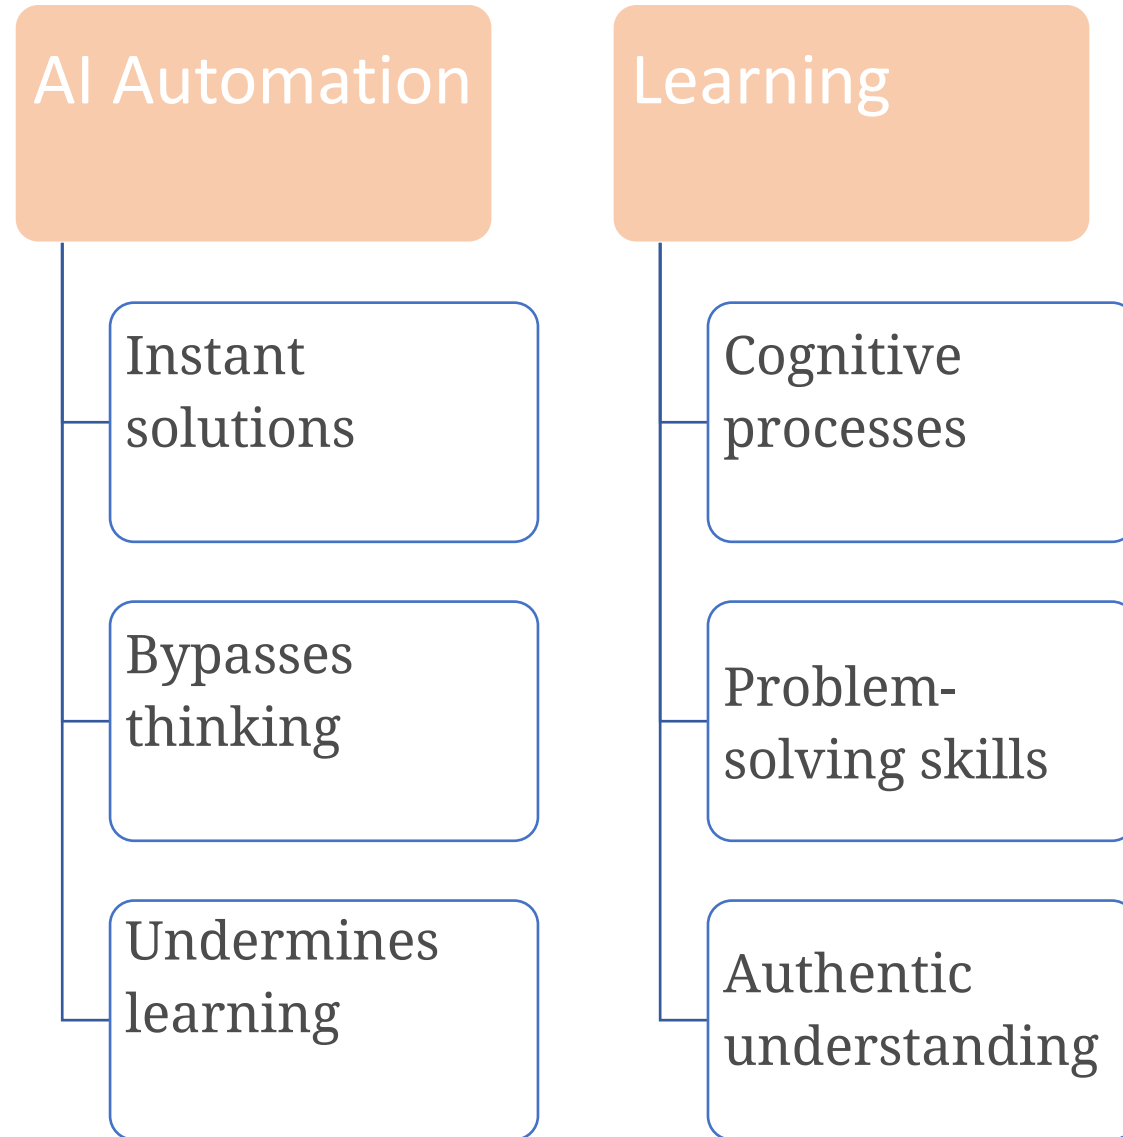 AI Automation
Instant
solutions
Bypasses
thinking
Undermines
learning
Learning
Cognitive
processes
Problem-
solving skills
Authentic
understanding